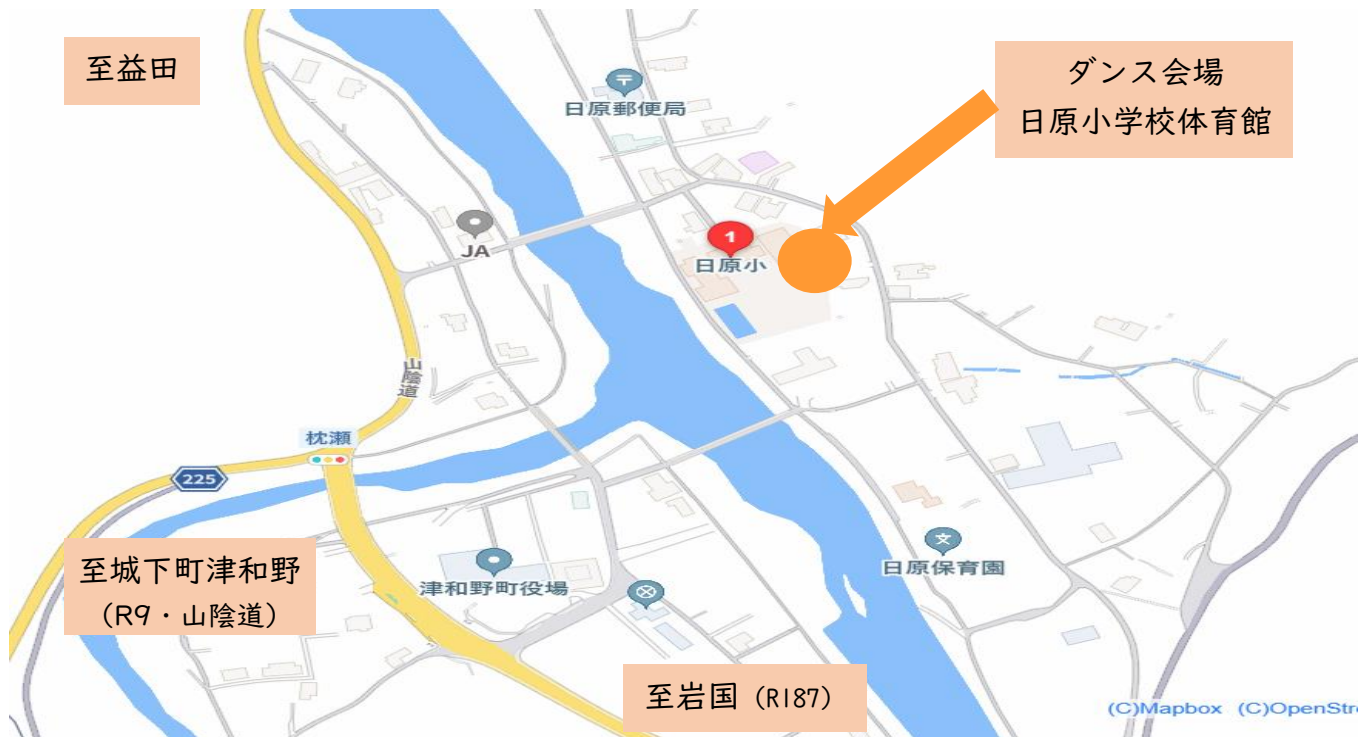 至益田
ダンス会場
日原小学校体育館
〒
日原郵便局
JA
1
日原小
山陰道
枕瀬
225
至城下町津和野
(R9・山陰道)
津和野町役場
文
日原保育園
至岩国 (R187)
(C)Mapbox (C)OpenStre